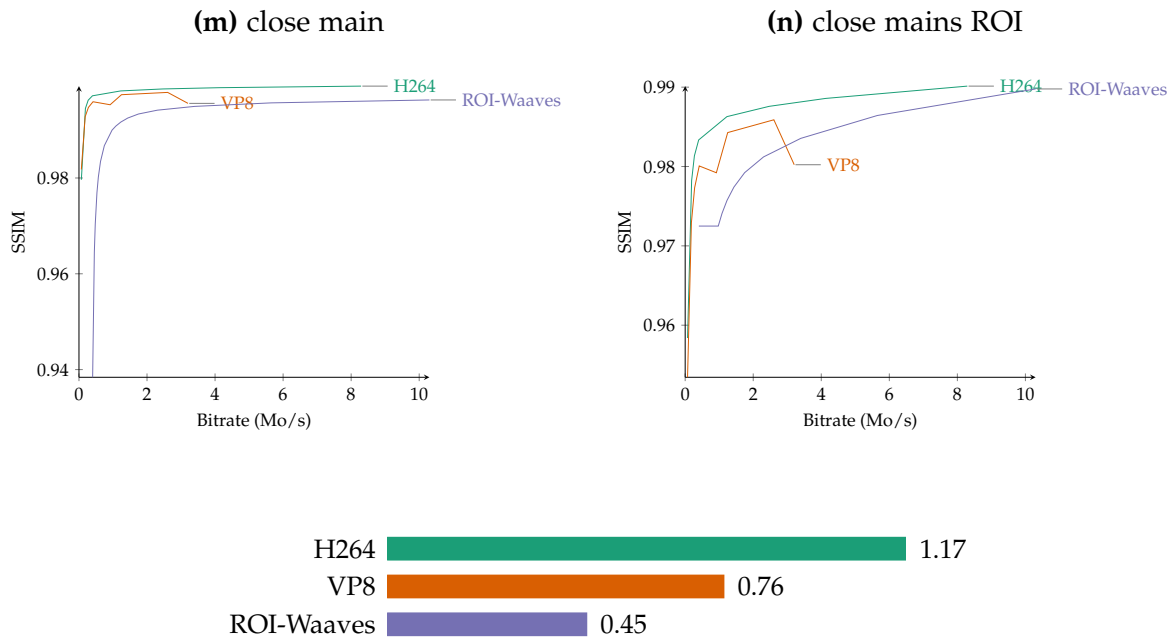 (m) close main
H264
VP8
ROI-Waaves
0.98
0.96
0.94
SSIM
0 2 4 6 8 10
Bitrate (Mo/s)
(n) close mains ROI
0.99
H264
ROI-Waaves
0.98
VP8
0.97
0.96
SSIM
0 2 4 6 8 10
Bitrate (Mo/s)
H264 1.17
VP8 0.76
ROI-Waaves 0.45